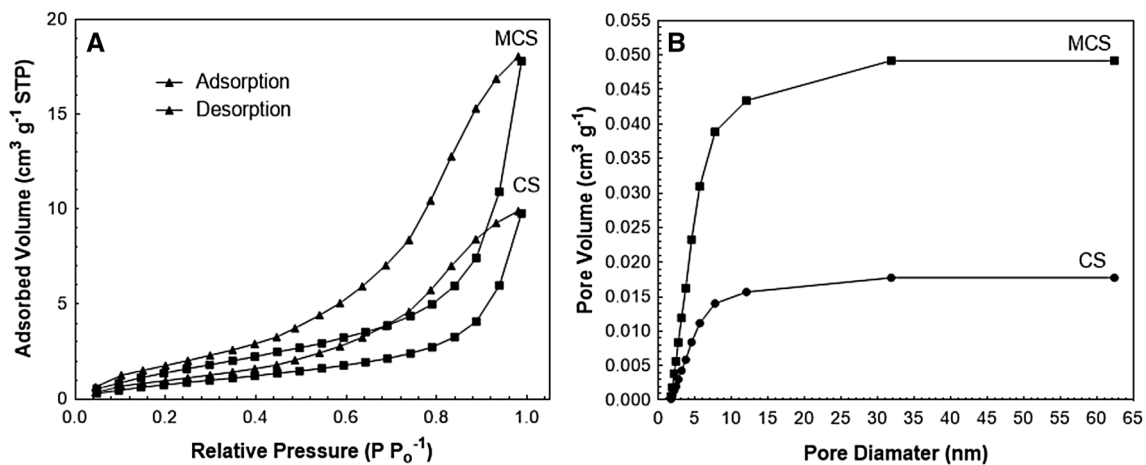 A
MCS
Adsorption
Desorption
CS
20
15
10
5
0
0.0 0.2 0.4 0.6 0.8 1.0
Adsorbed Volume (cm³ g⁻¹ STP)
Relative Pressure (P Pₒ⁻¹)
B
MCS
CS
0.055
0.050
0.045
0.040
0.035
0.030
0.025
0.020
0.015
0.010
0.005
0.000
0 5 10 15 20 25 30 35 40 45 50 55 60 65
Pore Volume (cm³ g⁻¹)
Pore Diamater (nm)